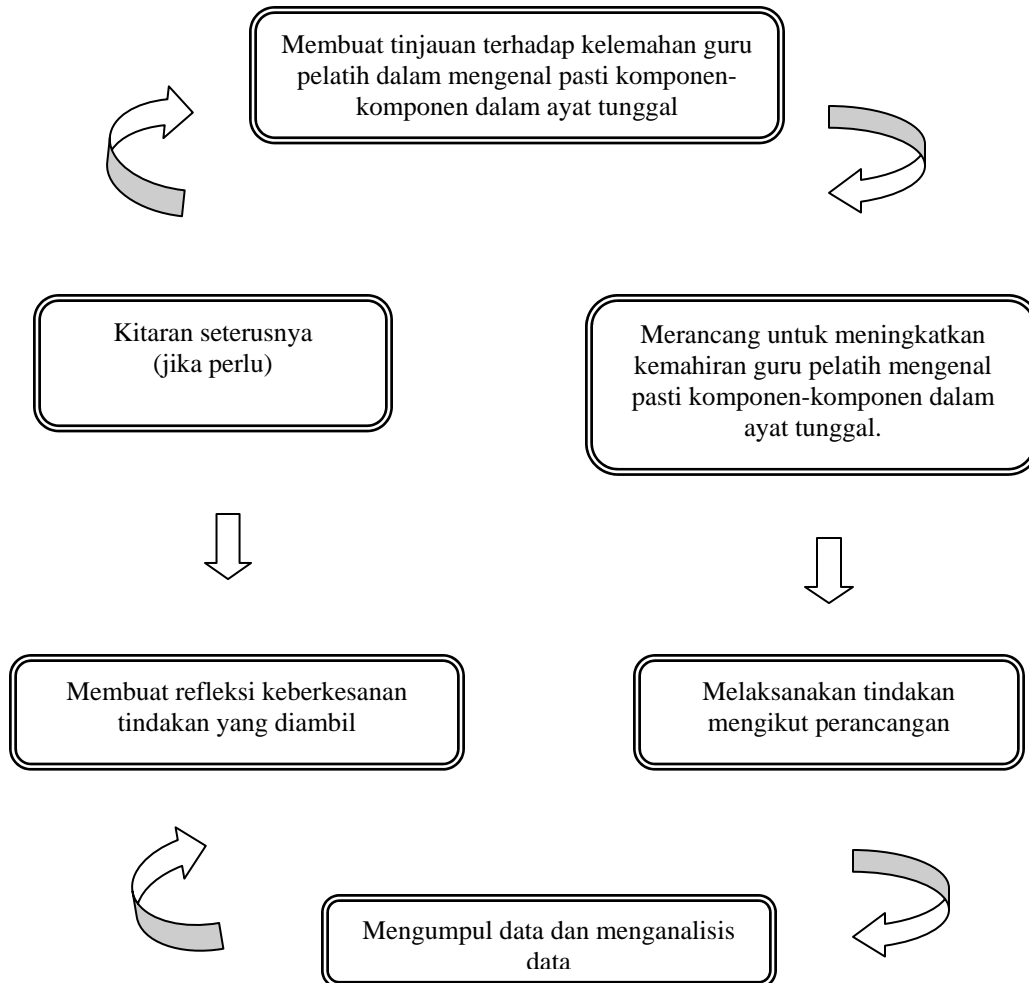 Membuat tinjauan terhadap kelemahan guru
pelatih dalam mengenal pasti komponen-
komponen dalam ayat tunggal
Kitaran seterusnya
(jika perlu)
Merancang untuk meningkatkan
kemahiran guru pelatih mengenal
pasti komponen-komponen dalam
ayat tunggal.
Membuat refleksi keberkesanan
tindakan yang diambil
Melaksanakan tindakan
mengikut perancangan
Mengumpul data dan menganalisis
data